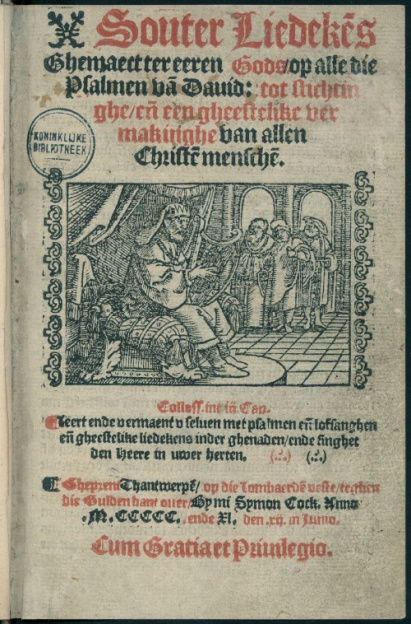 Souter Liedekēs
Ghemaect ter eeren Gods/op alle die
Psalmen vā Dauid: tot stichtin
ghe/eñ een gheestelike ver
makinghe van allen
Christē menschē.
KONINKLIJKE
BIBLIOTHEEK
Colloss. iñ Cap.
Leert ende vermaent v seluen met psalmen eñ lofsanghen
eñ gheestelike liedekens inder ghenaden/ende singhet
den Heere in uwer herten. (.·.) (.·.)
Gheprent Thantwerpē/ op die Lombaerdē veste/teghen
die Gulden hant ouer/By mi Symon Cock. Anno
.M.CCCCC. ende XL. den .xij. in Junio.
Cum Gratia et Priuilegio.